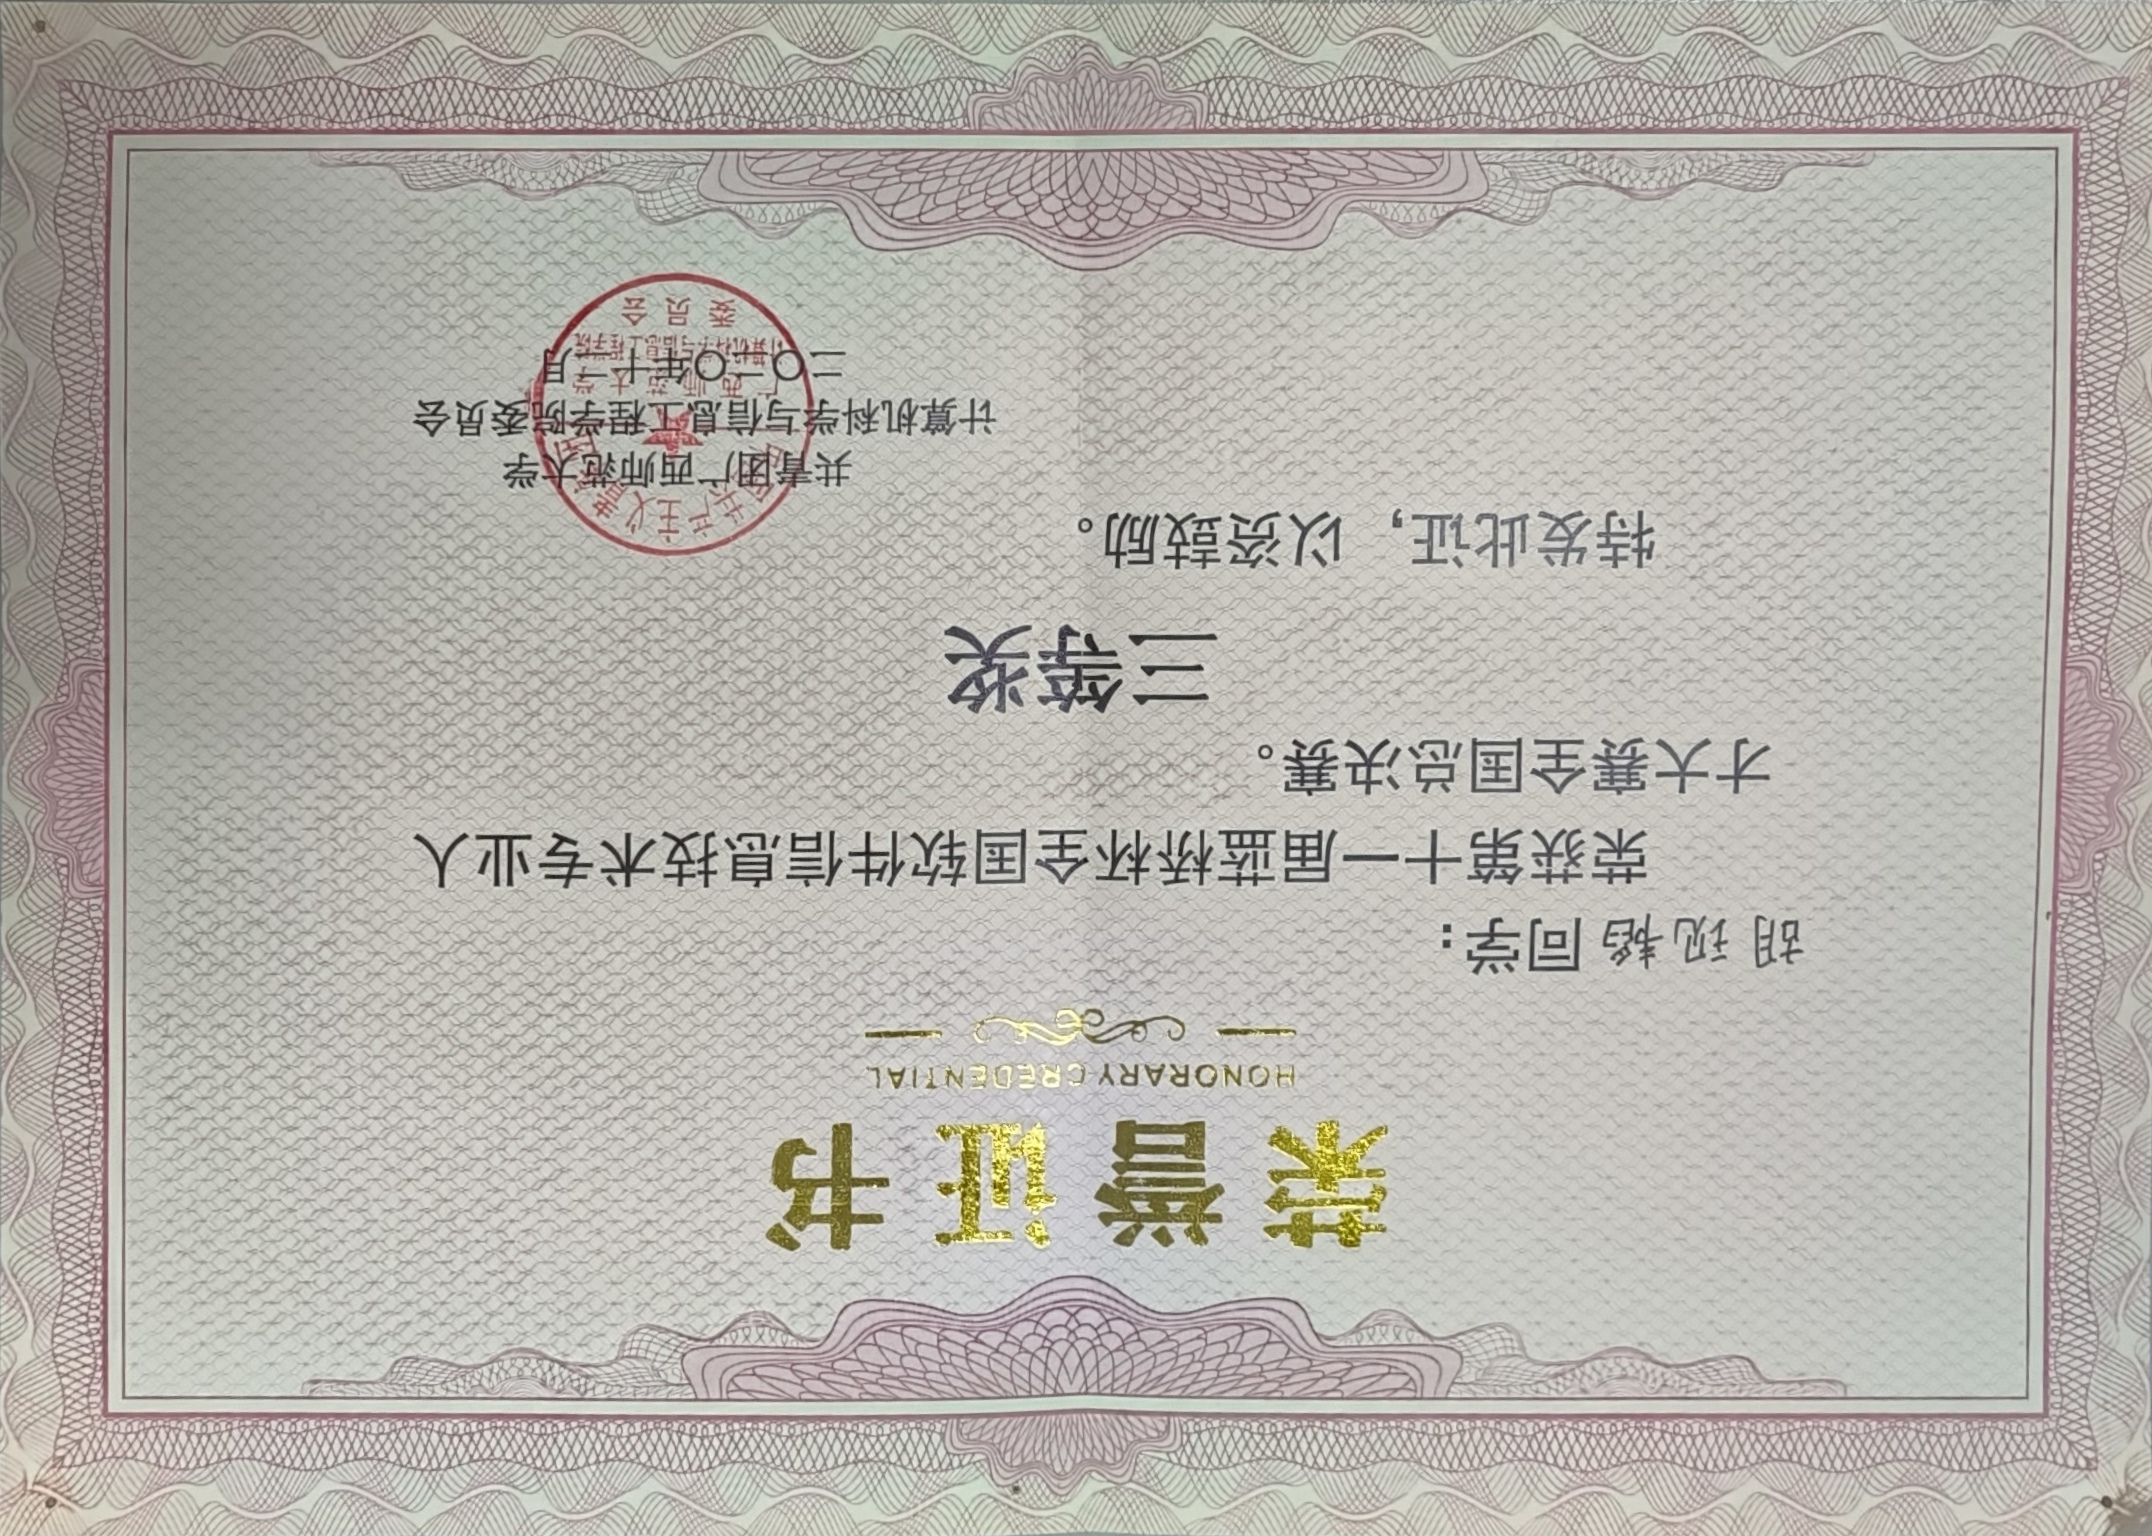 荣誉证书
HONORARY CREDENTIAL
胡现韬同学：
荣获第十一届蓝桥杯全国软件信息技术专业人
才大赛全国总决赛。
三等奖
特发此证，以资鼓励。
共青团广西师范大学
计算机科学与信息工程学院委员会
二〇二〇年十二月
中国共产主义青年团
广西师范大学
计算机科学与信息工程学院
委员会